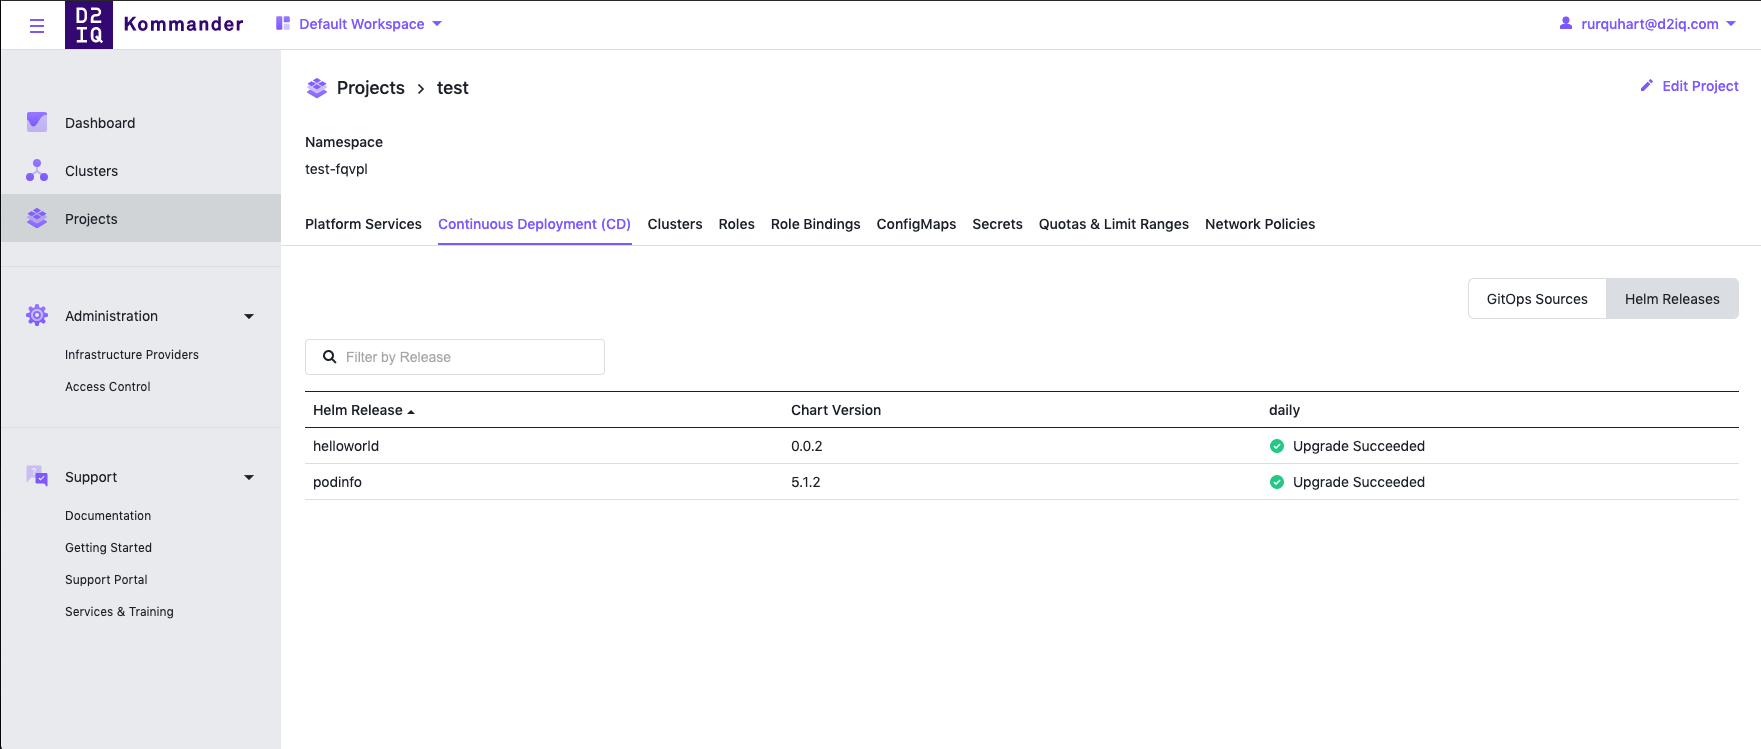 D2
IQ
Kommander
Default Workspace
rurquhart@d2iq.com
Dashboard
Clusters
Projects
Administration
Infrastructure Providers
Access Control
Support
Documentation
Getting Started
Support Portal
Services & Training
Projects > test
Edit Project
Namespace
test-fqvpl
Platform Services Continuous Deployment (CD) Clusters Roles Role Bindings ConfigMaps Secrets Quotas & Limit Ranges Network Policies
GitOps Sources Helm Releases
Filter by Release
Helm Release Chart Version daily
helloworld 0.0.2 Upgrade Succeeded
podinfo 5.1.2 Upgrade Succeeded